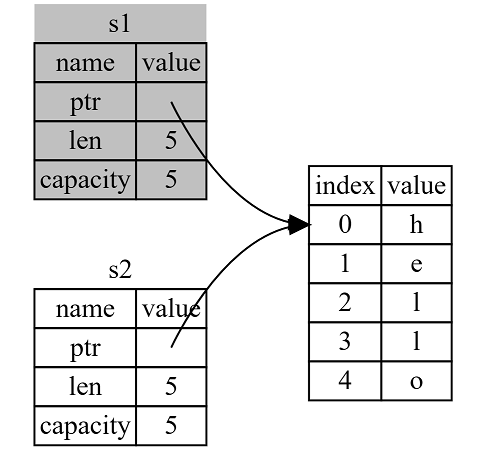 s1
name value
ptr
len 5
capacity 5
s2
name value
ptr
len 5
capacity 5
index value
0 h
1 e
2 l
3 l
4 o